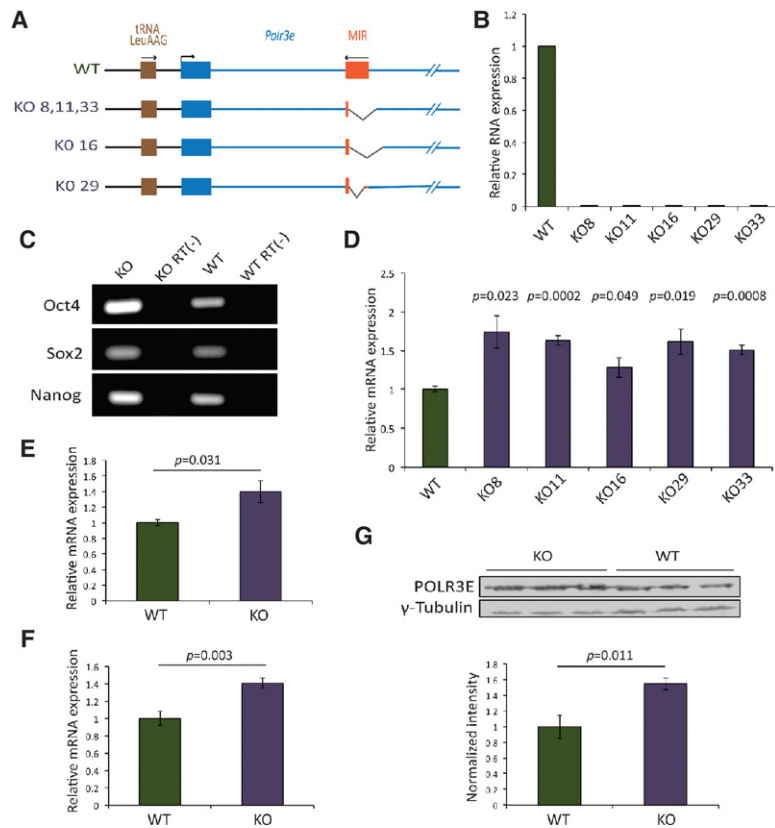 A
tRNA
LeuAAG
Polr3e
MIR
WT
KO 8,11,33
K0 16
K0 29
B
Relative RNA expression
1.2
1
0.8
0.6
0.4
0.2
0
WT KO8 KO11 KO16 KO29 KO33
C
KO KO RT(-) WT WT RT(-)
Oct4
Sox2
Nanog
D
Relative mRNA expression
2.5
2
1.5
1
0.5
0
p=0.023 p=0.0002 p=0.049 p=0.019 p=0.0008
WT KO8 KO11 KO16 KO29 KO33
E
Relative mRNA expression
1.8
1.6
1.4
1.2
1
0.8
0.6
0.4
0.2
0
p=0.031
WT KO
F
Relative mRNA expression
1.6
1.4
1.2
1
0.8
0.6
0.4
0.2
0
p=0.003
WT KO
G
KO WT
POLR3E
γ-Tubulin
Normalized intensity
1.8
1.6
1.4
1.2
1
0.8
0.6
0.4
0.2
0
p=0.011
WT KO